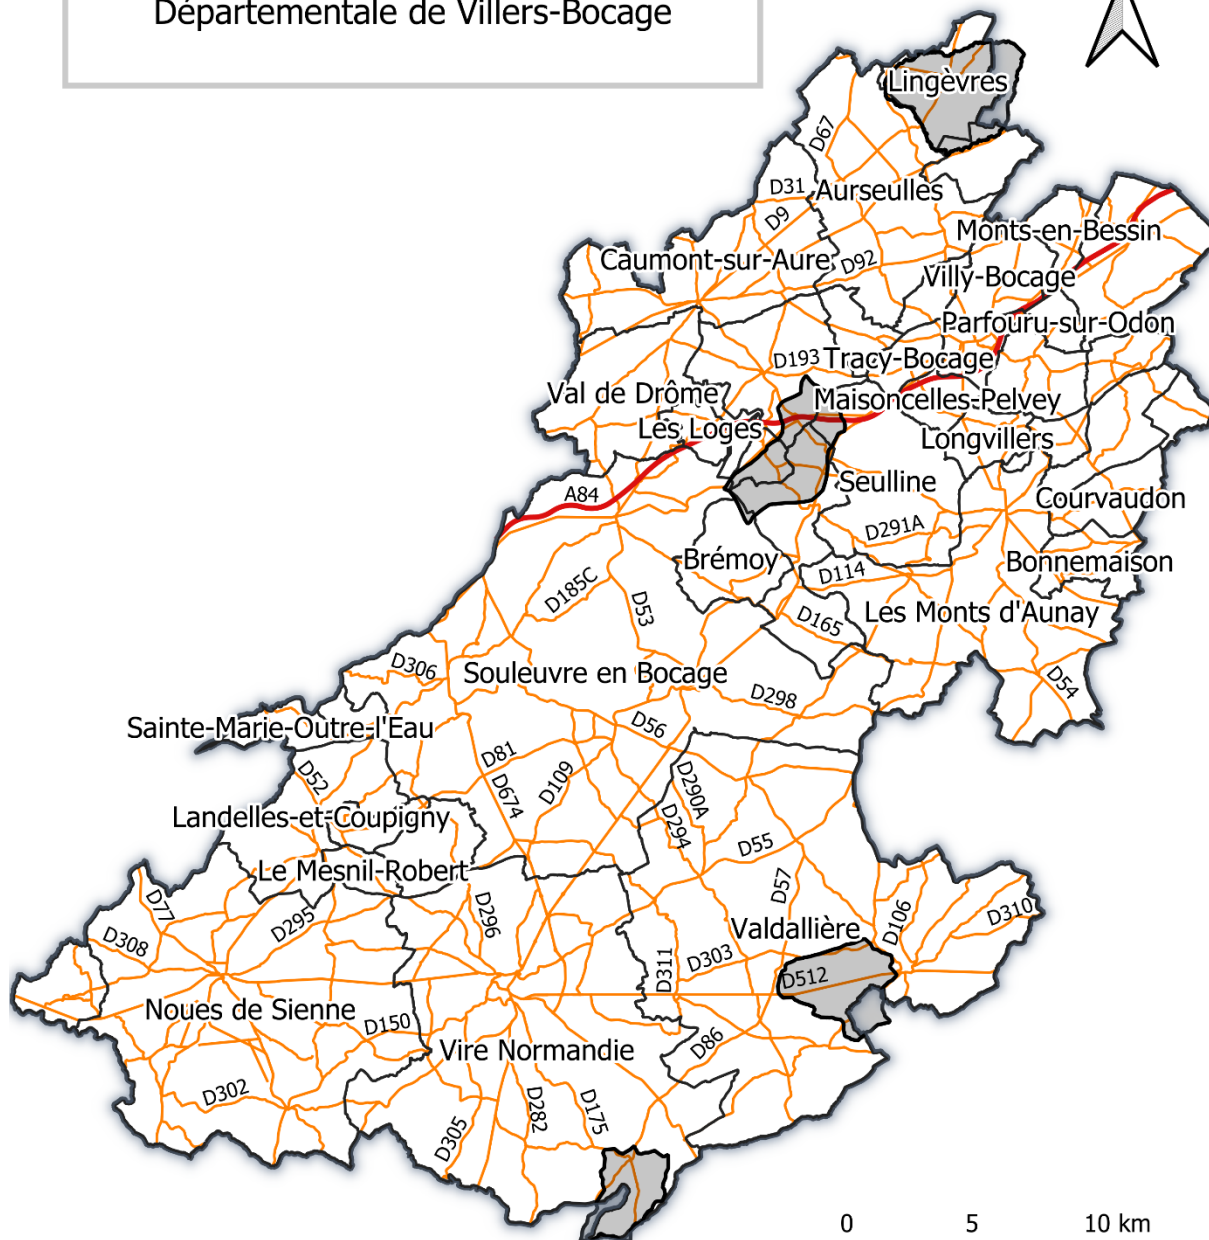 Départementale de Villers-Bocage
Lingèvres
D67
D31
Aurseulles
D9
Monts-en-Bessin
Caumont-sur-Aure
D92
Villy-Bocage
Parfouru-sur-Odon
D193
Tracy-Bocage
Val de Drôme
Maisoncelles-Pelvey
Les Loges
Longvillers
A84
Seulline
Courvaudon
D291A
Brémoy
D114
Bonnemaison
D185C
D53
D165
Les Monts d'Aunay
D306
Souleuvre en Bocage
D298
D54
Sainte-Marie-Outre-l'Eau
D56
D81
D52
D674
D109
D290A
Landelles-et-Coupigny
D294
D55
Le Mesnil-Robert
D57
D77
D295
D296
D106
D310
Valdallière
D308
D311
D303
D512
Noues de Sienne
D150
Vire Normandie
D86
D302
D305
D282
D175
0 5 10 km